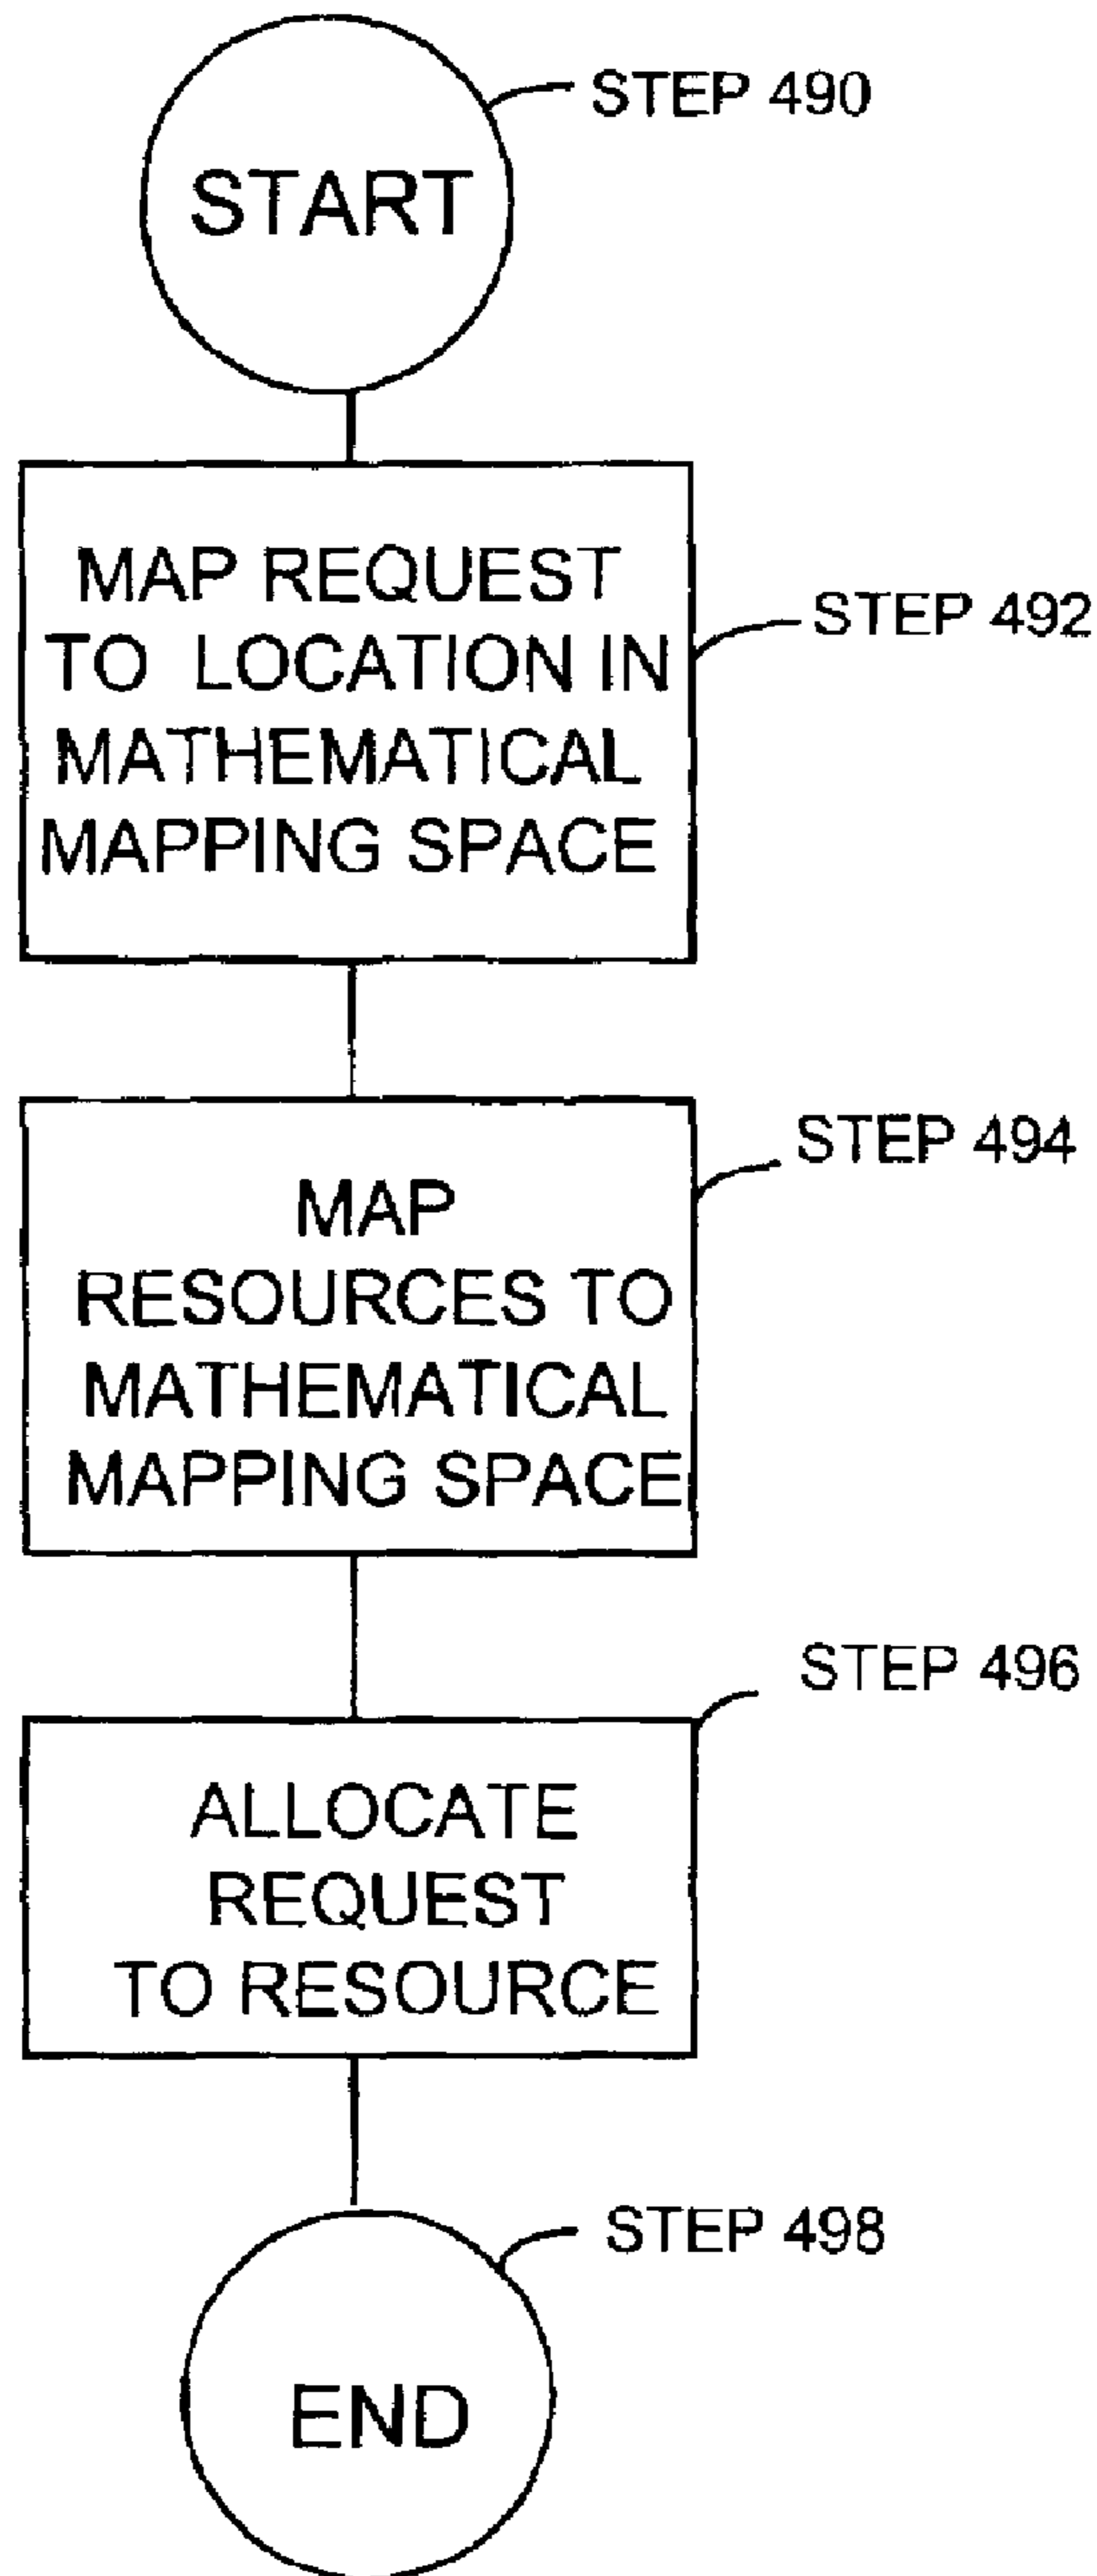 STEP 490
START
MAP REQUEST
TO LOCATION IN
MATHEMATICAL
MAPPING SPACE
STEP 492
MAP
RESOURCES TO
MATHEMATICAL
MAPPING SPACE
STEP 494
ALLOCATE
REQUEST
TO RESOURCE
STEP 496
STEP 498
END